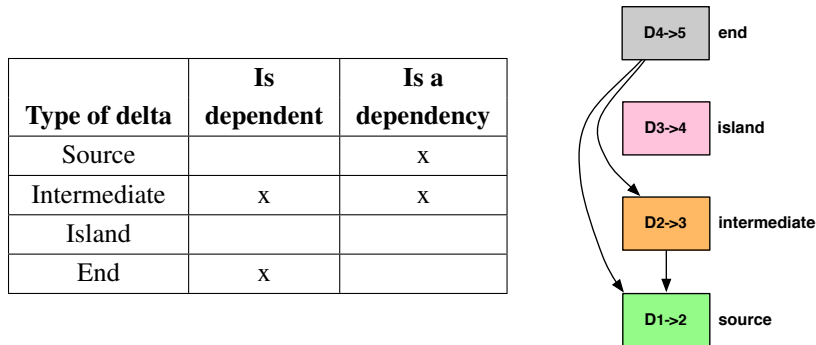 Type of delta Is dependent Is a dependency
Source x
Intermediate x x
Island
End x
D4->5 end
D3->4 island
D2->3 intermediate
D1->2 source